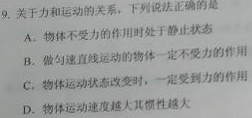 9. 关于力和运动的关系，下列说法正确的是
A．物体不受力的作用时处于静止状态
B．做匀速直线运动的物体一定不受力的作用
C．物体运动状态改变时，一定受到力的作用
D．物体运动速度越大其惯性越大